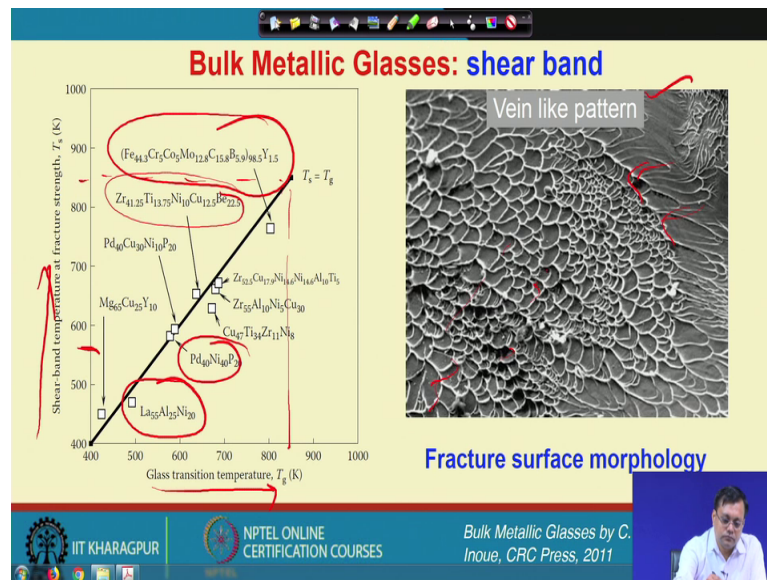 Bulk Metallic Glasses: shear band
1000
900
800
700
600
500
400
Shear-band temperature at fracture strength, Tₛ (K)
(Fe₄₄.₃Cr₅Co₅Mo₁₂.₈C₁₅.₈B₅.₉)₉₈.₅Y₁.₅
Tₛ = T_g
Zr₄₁.₂₅Ti₁₃.₇₅Ni₁₀Cu₁₂.₅Be₂₂.₅
Pd₄₀Cu₃₀Ni₁₀P₂₀
Zr₅₂.₅Cu₁₇.₉Ni₁₄.₆Ni₁₄.₆Al₁₀Ti₅
Mg₆₅Cu₂₅Y₁₀
Zr₅₅Al₁₀Ni₅Cu₃₀
Cu₄₇Ti₃₄Zr₁₁Ni₈
Pd₄₀Ni₄₀P₂₀
La₅₅Al₂₅Ni₂₀
400 500 600 700 800 900 1000
Glass transition temperature, T_g (K)
Vein like pattern
Fracture surface morphology
IIT KHARAGPUR
NPTEL ONLINE
CERTIFICATION COURSES
Bulk Metallic Glasses by C.
Inoue, CRC Press, 2011